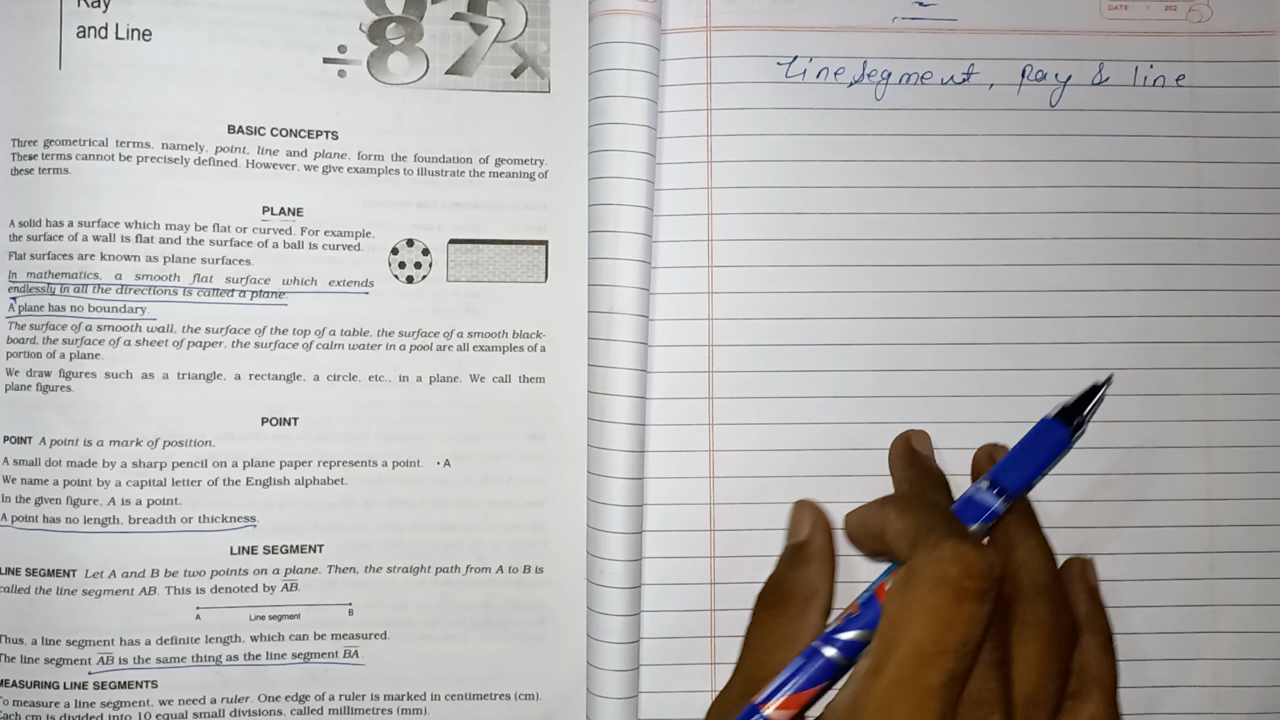 Ray
and Line
÷ 8 7 x
BASIC CONCEPTS
Three geometrical terms, namely, point, line and plane, form the foundation of geometry.
These terms cannot be precisely defined. However, we give examples to illustrate the meaning of
these terms.
PLANE
A solid has a surface which may be flat or curved. For example,
the surface of a wall is flat and the surface of a ball is curved.
Flat surfaces are known as plane surfaces.
In mathematics, a smooth flat surface which extends
endlessly in all the directions is called a plane.
A plane has no boundary.
The surface of a smooth wall, the surface of the top of a table, the surface of a smooth black-
board, the surface of a sheet of paper, the surface of calm water in a pool are all examples of a
portion of a plane.
We draw figures such as a triangle, a rectangle, a circle, etc., in a plane. We call them
plane figures.
POINT
POINT A point is a mark of position.
A small dot made by a sharp pencil on a plane paper represents a point. • A
We name a point by a capital letter of the English alphabet.
In the given figure, A is a point.
A point has no length, breadth or thickness.
LINE SEGMENT
LINE SEGMENT Let A and B be two points on a plane. Then, the straight path from A to B is
called the line segment AB. This is denoted by A̅B̅.
A Line segment B
Thus, a line segment has a definite length, which can be measured.
The line segment A̅B̅ is the same thing as the line segment B̅A̅.
MEASURING LINE SEGMENTS
To measure a line segment, we need a ruler. One edge of a ruler is marked in centimetres (cm).
Each cm is divided into 10 equal small divisions, called millimetres (mm).
DATE : 202
Line segment, Ray & line